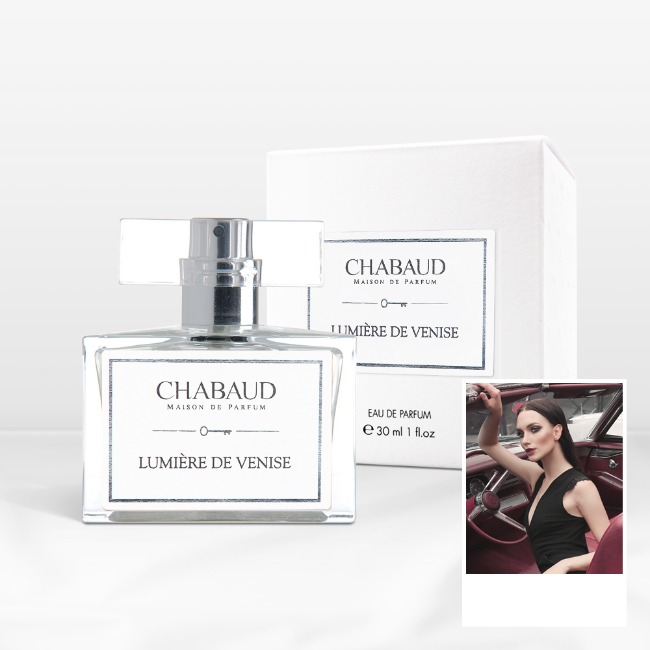 CHABAUD
MAISON DE PARFUM
LUMIÈRE DE VENISE
EAU DE PARFUM
e 30 ml 1 fl.oz
CHABAUD
MAISON DE PARFUM
LUMIÈRE DE VENISE